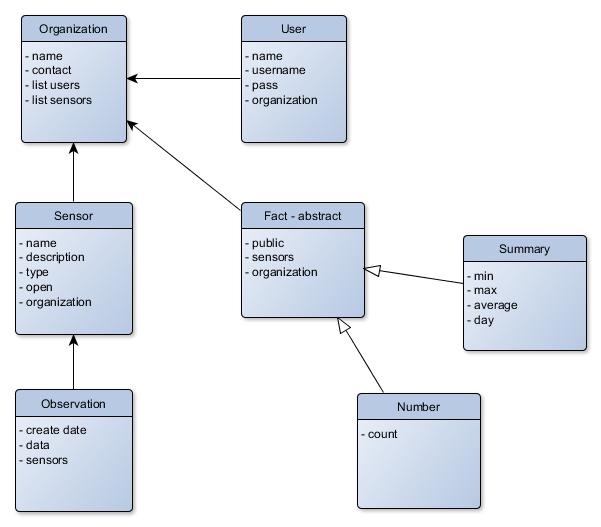 Organization
- name
- contact
- list users
- list sensors
User
- name
- username
- pass
- organization
Sensor
- name
- description
- type
- open
- organization
Fact - abstract
- public
- sensors
- organization
Summary
- min
- max
- average
- day
Observation
- create date
- data
- sensors
Number
- count